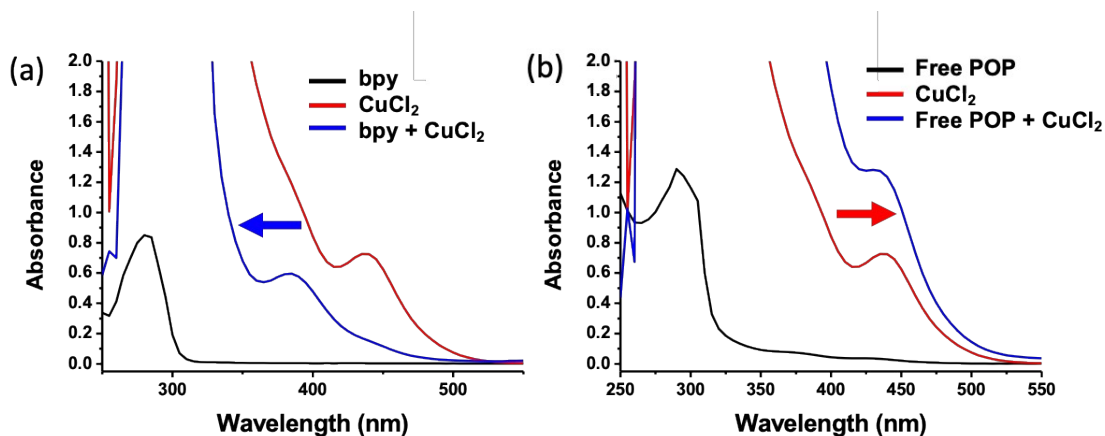 (a)
bpy
CuCl₂
bpy + CuCl₂
Absorbance
2.0
1.8
1.6
1.4
1.2
1.0
0.8
0.6
0.4
0.2
0.0
300 400 500
Wavelength (nm)
(b)
Free POP
CuCl₂
Free POP + CuCl₂
Absorbance
2.0
1.8
1.6
1.4
1.2
1.0
0.8
0.6
0.4
0.2
0.0
250 300 350 400 450 500 550
Wavelength (nm)